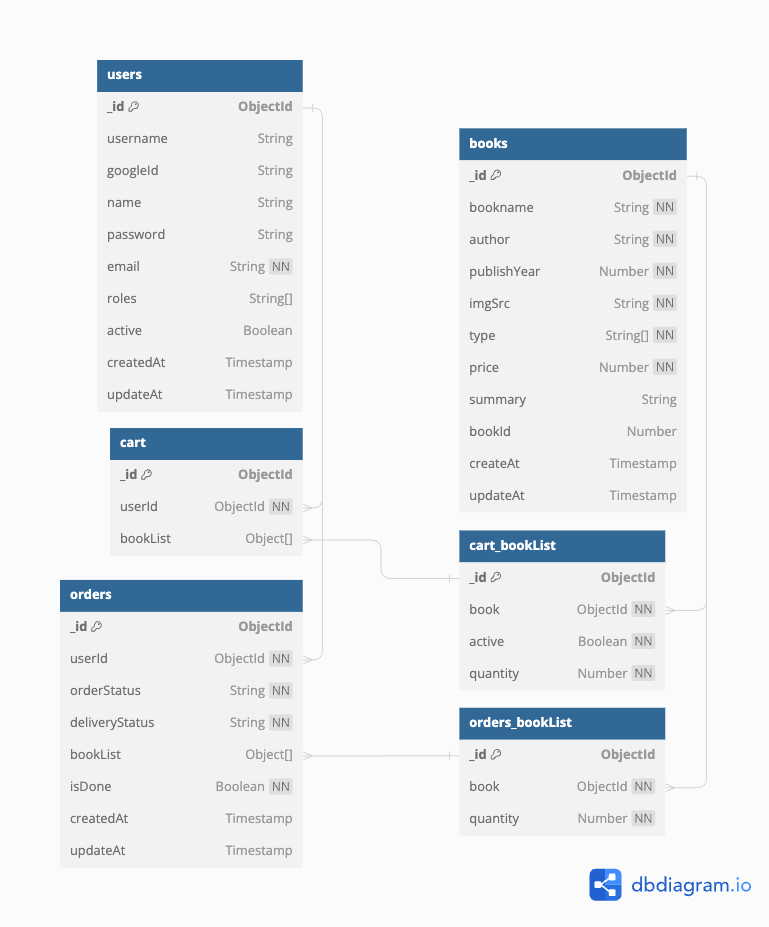 users
_id ObjectId
username String
googleId String
name String
password String
email String NN
roles String[]
active Boolean
createdAt Timestamp
updateAt Timestamp
cart
_id ObjectId
userId ObjectId NN
bookList Object[]
orders
_id ObjectId
userId ObjectId NN
orderStatus String NN
deliveryStatus String NN
bookList Object[]
isDone Boolean NN
createdAt Timestamp
updateAt Timestamp
books
_id ObjectId
bookname String NN
author String NN
publishYear Number NN
imgSrc String NN
type String[] NN
price Number NN
summary String
bookId Number
createAt Timestamp
updateAt Timestamp
cart_bookList
_id ObjectId
book ObjectId NN
active Boolean NN
quantity Number NN
orders_bookList
_id ObjectId
book ObjectId NN
quantity Number NN
dbdiagram.io